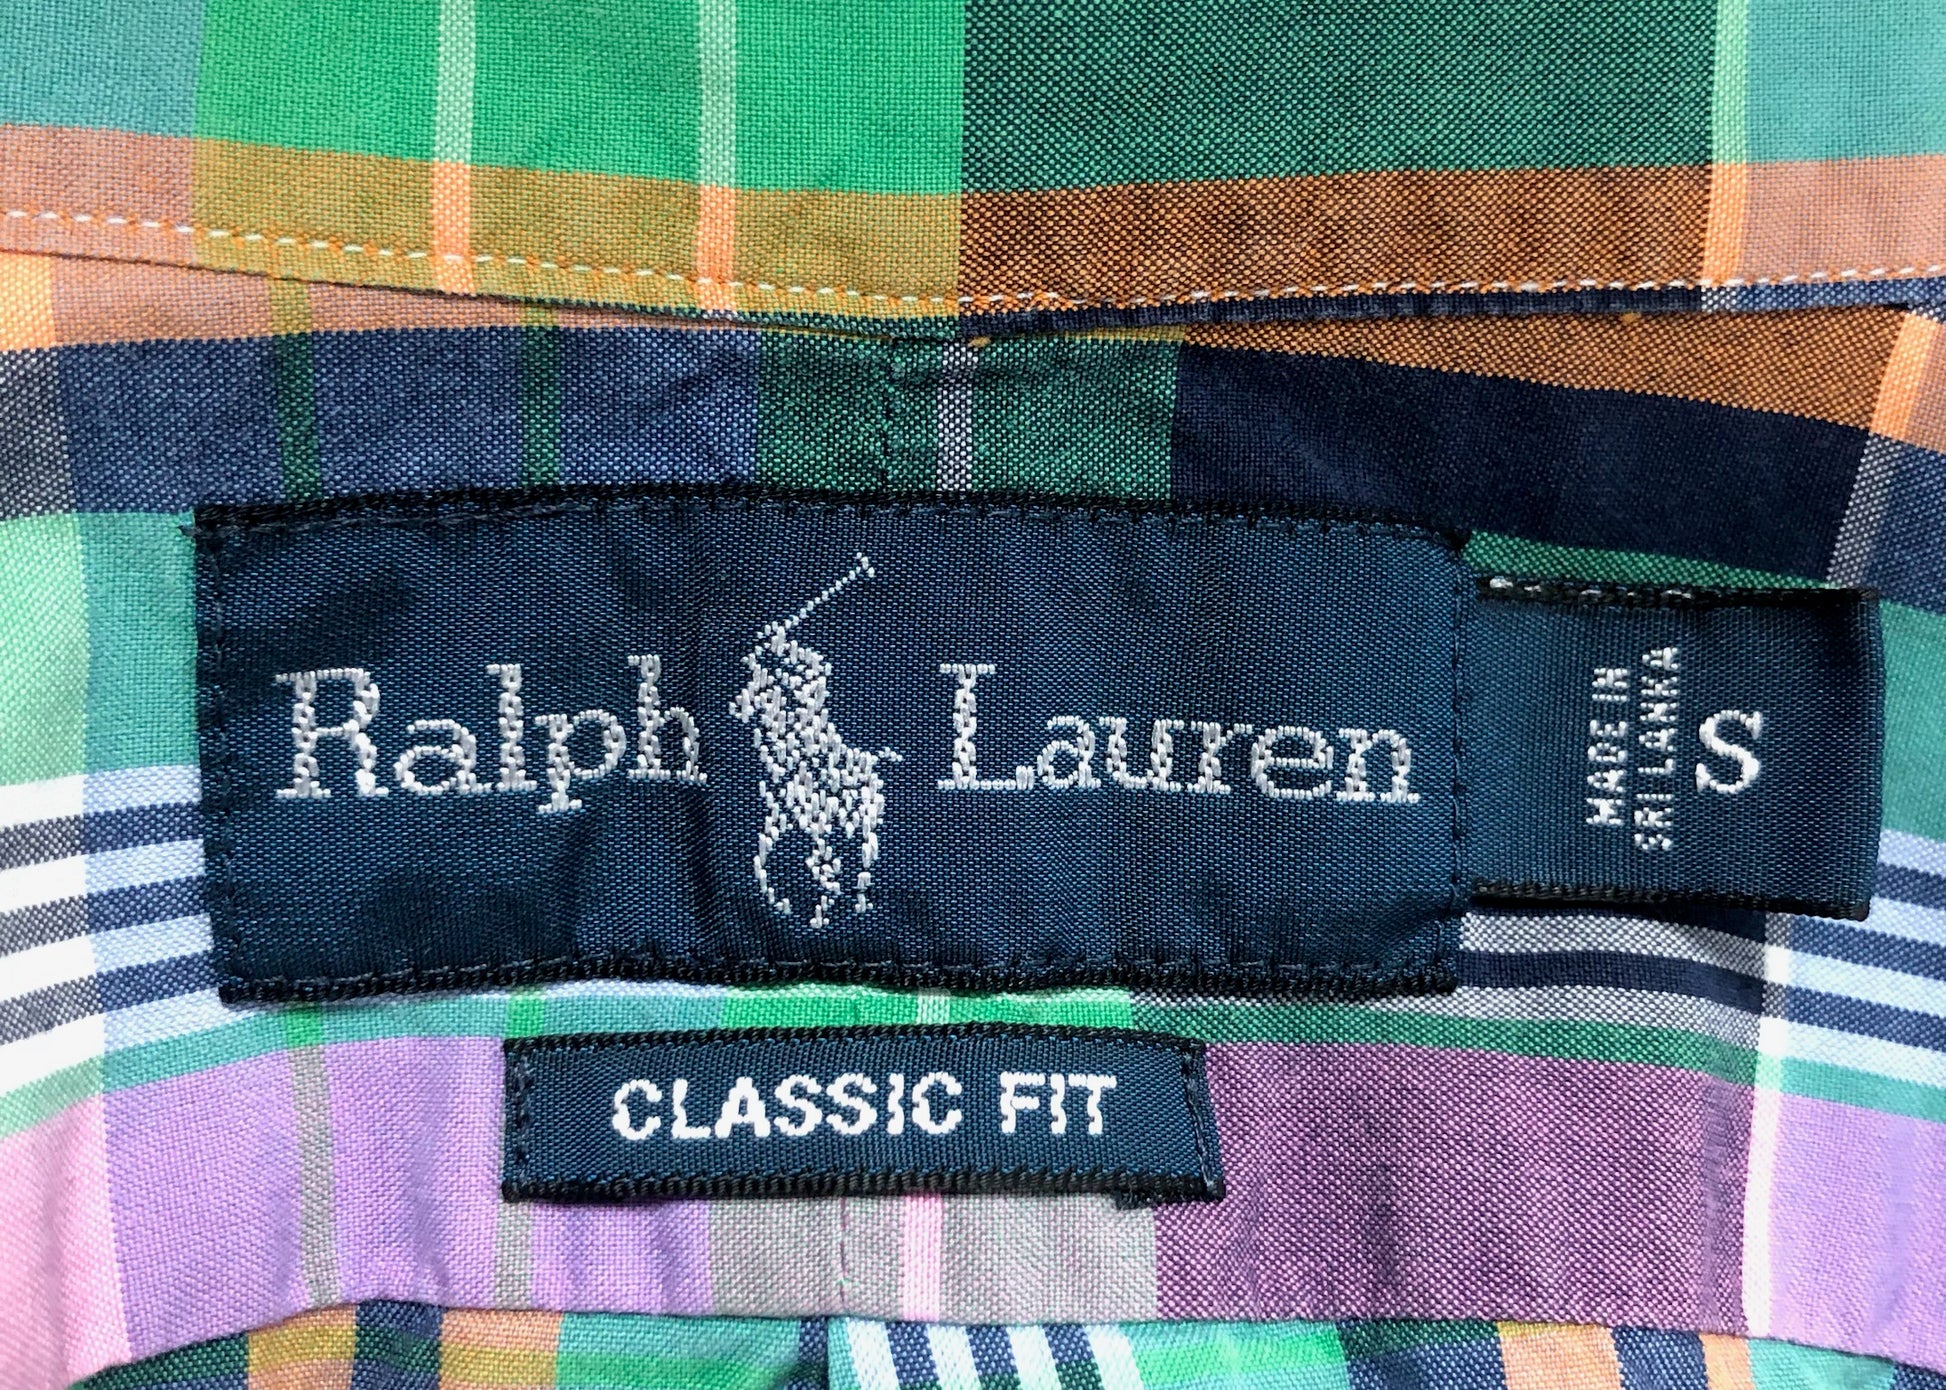 Ralph Lauren
MADE IN
SRI LANKA
S
CLASSIC FIT